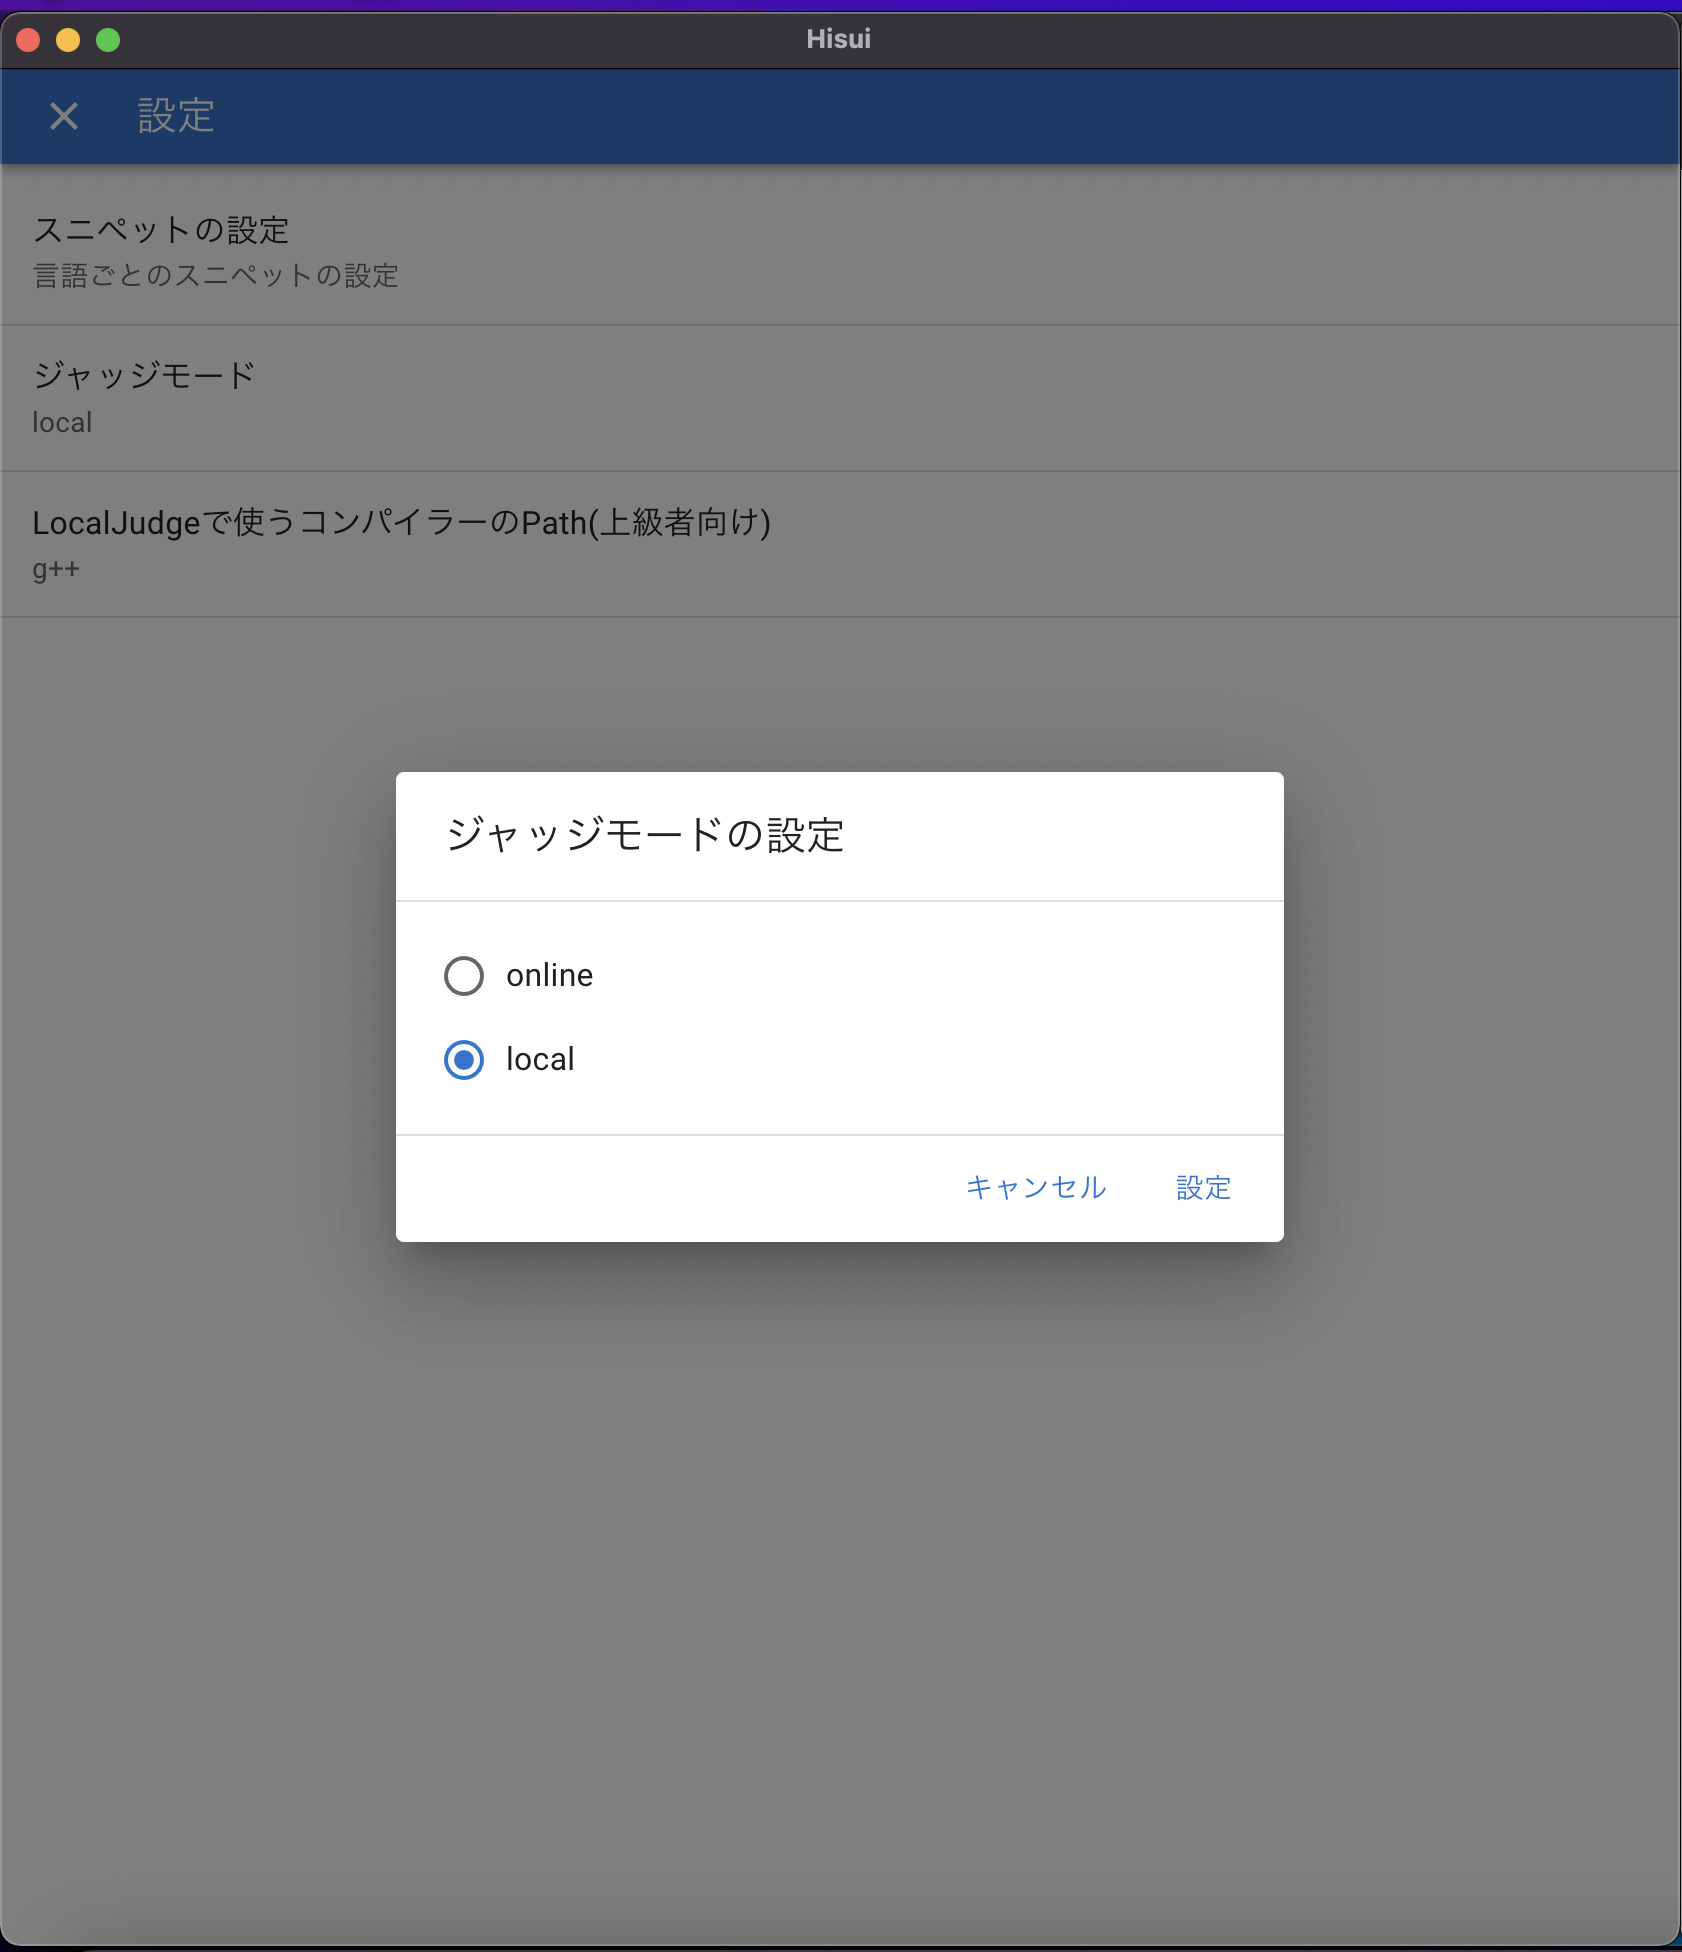 Hisui
設定
スニペットの設定
言語ごとのスニペットの設定
ジャッジモード
local
LocalJudgeで使うコンパイラーのPath(上級者向け)
g++
ジャッジモードの設定
online
local
キャンセル 設定